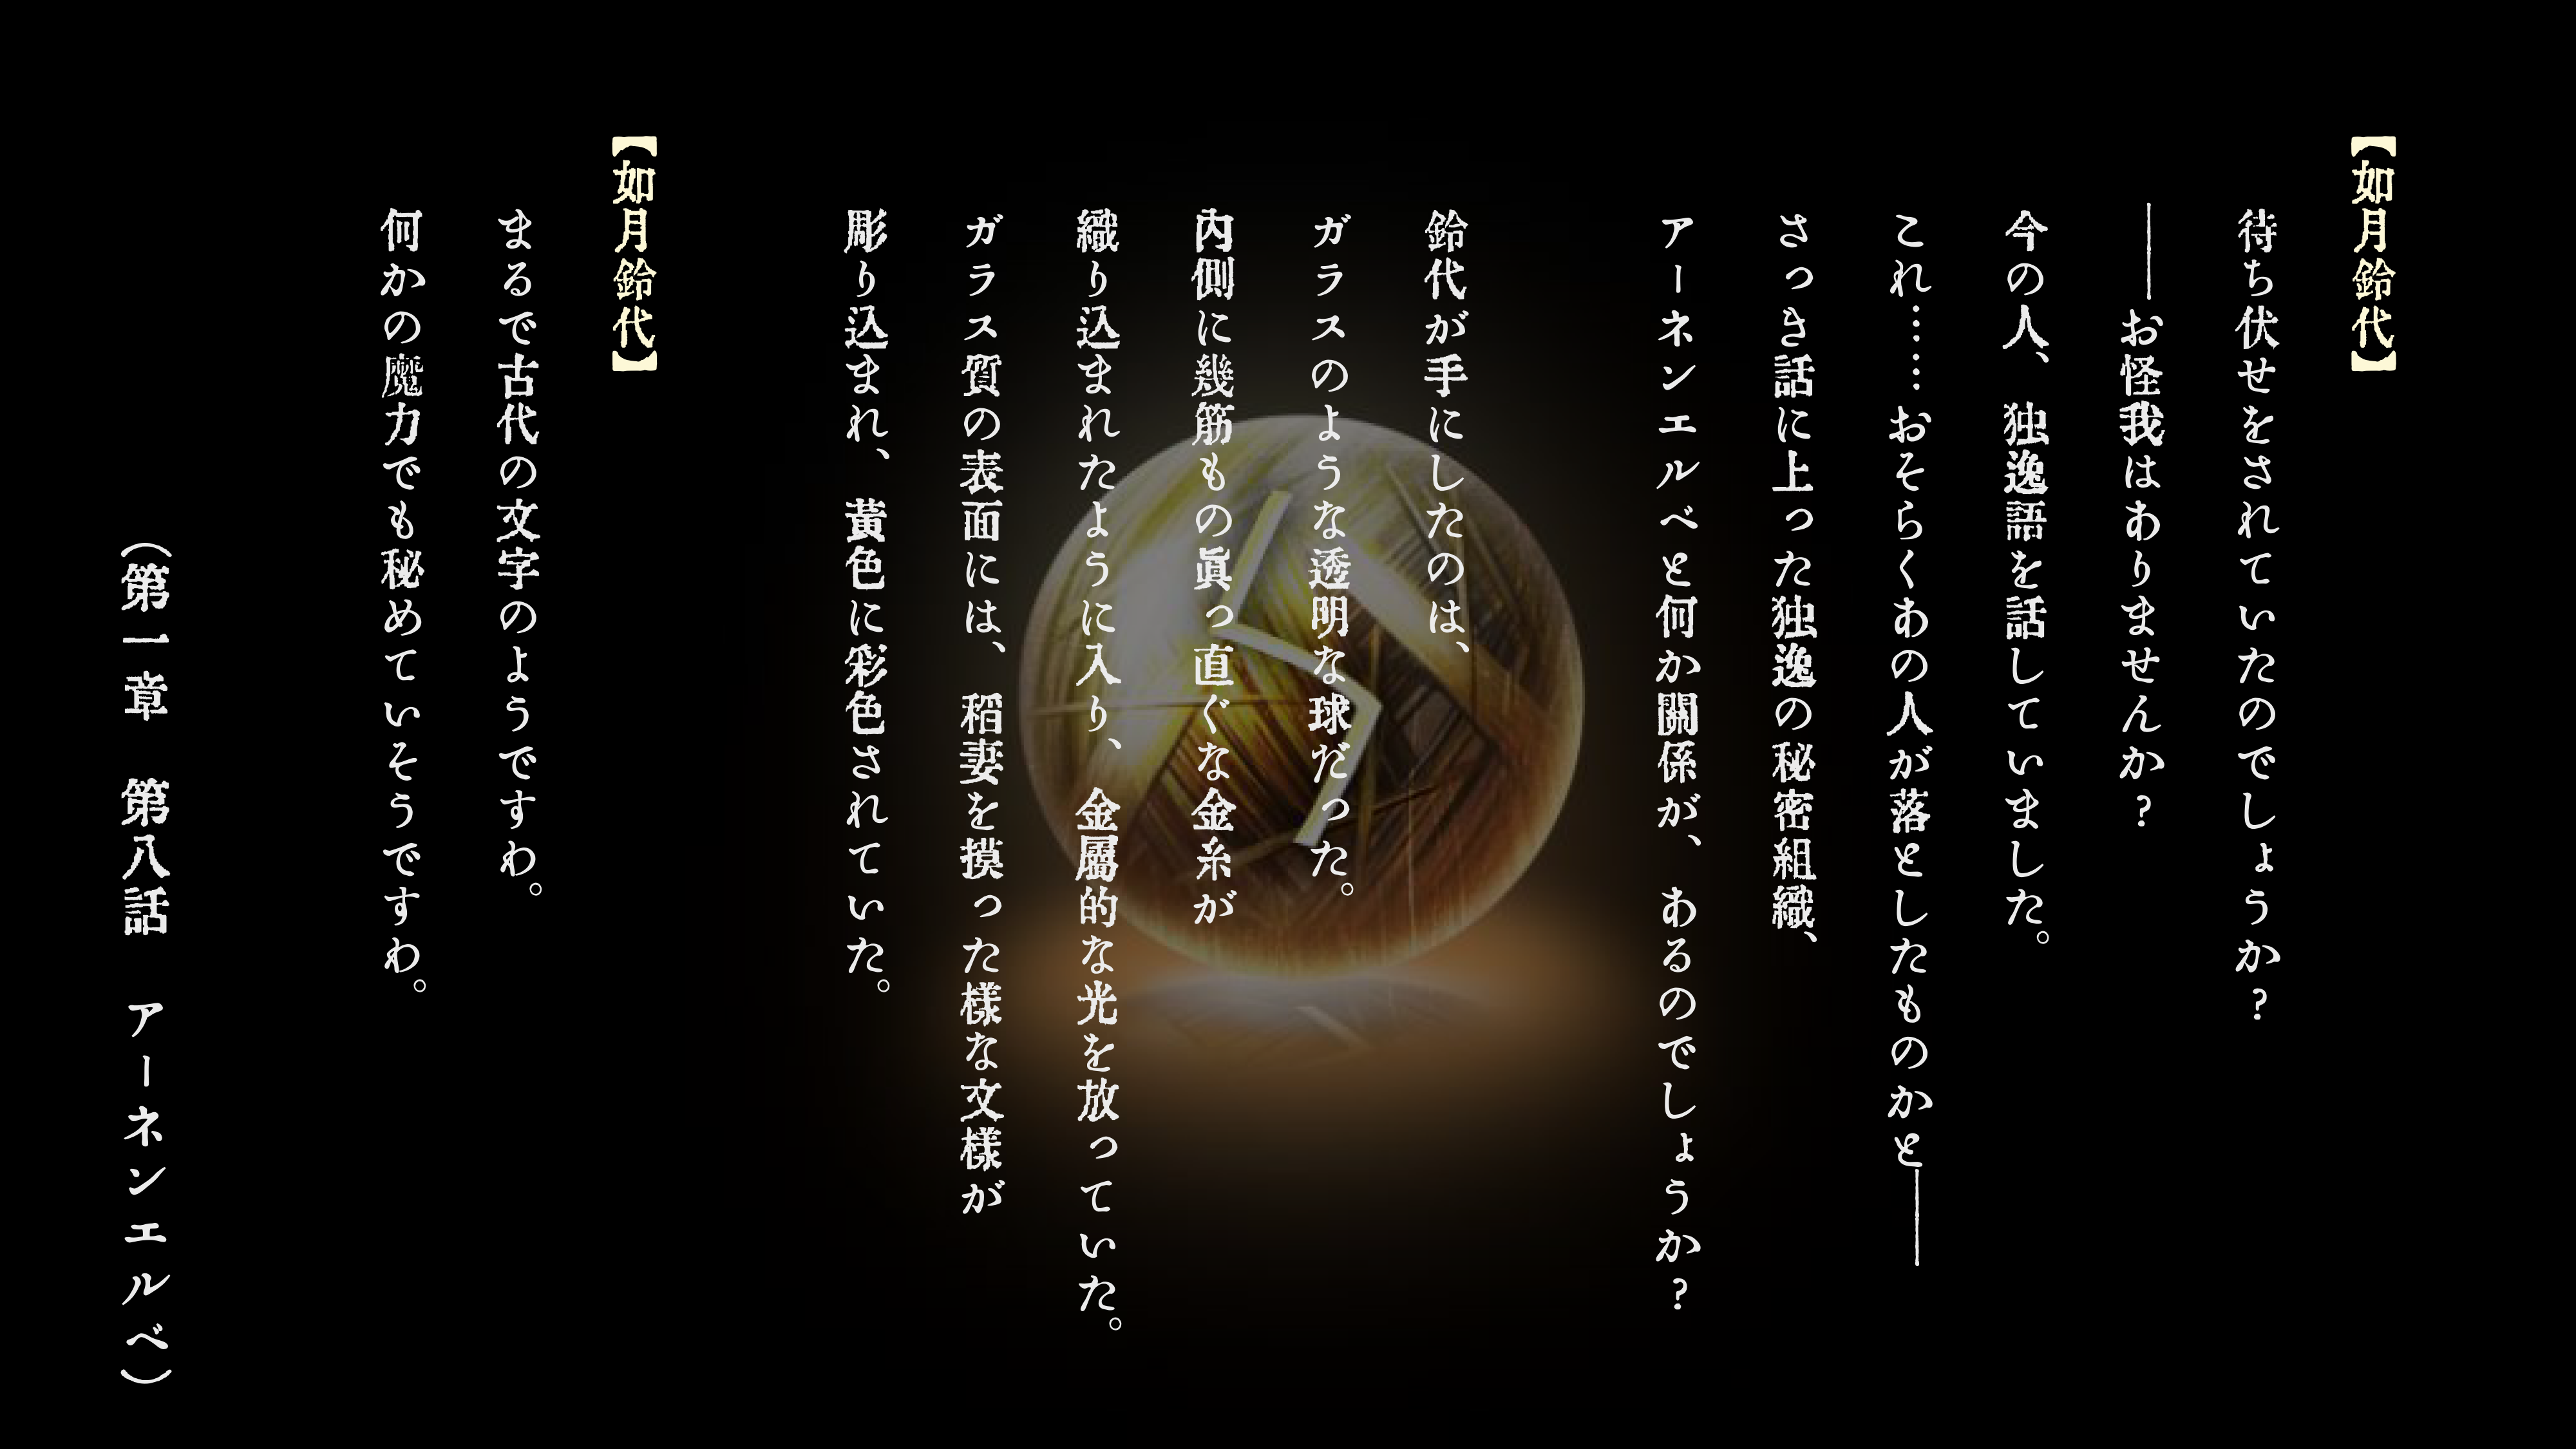 【如月鈴代】
待ち伏せをされていたのでしょうか？
――お怪我はありませんか？
今の人、独逸語を話していました。
これ……おそらくあの人が落としたものかと――
さっき話に上った独逸の秘密組織、
アーネンエルベと何か關係が、あるのでしょうか？
鈴代が手にしたのは、
ガラスのような透明な球だった。
内側に幾筋もの眞っ直ぐな金糸が
織り込まれたように入り、金屬的な光を放っていた。
ガラス質の表面には、稲妻を摸った様な文様が
彫り込まれ、黃色に彩色されていた。
【如月鈴代】
まるで古代の文字のようですわ。
何かの魔力でも秘めていそうですわ。
（第一章　第八話　アーネンエルベ）